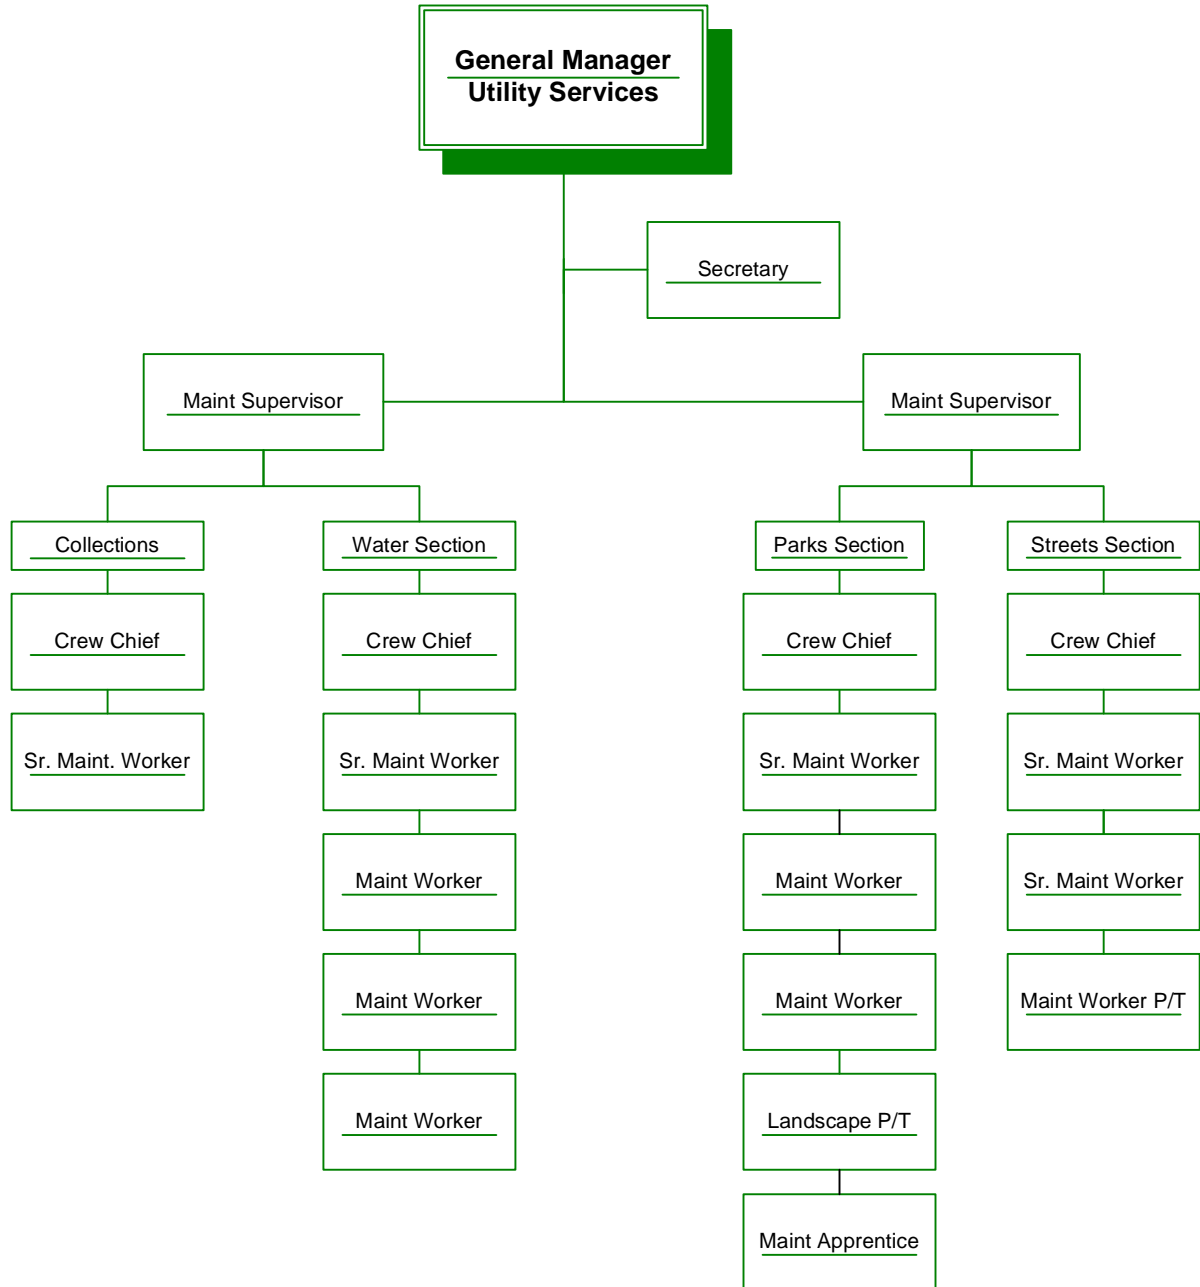 General Manager
Utility Services
Secretary
Maint Supervisor
Maint Supervisor
Collections
Water Section
Parks Section
Streets Section
Crew Chief
Crew Chief
Crew Chief
Crew Chief
Sr. Maint. Worker
Sr. Maint Worker
Sr. Maint Worker
Sr. Maint Worker
Maint Worker
Maint Worker
Sr. Maint Worker
Maint Worker
Maint Worker
Maint Worker P/T
Maint Worker
Landscape P/T
Maint Apprentice